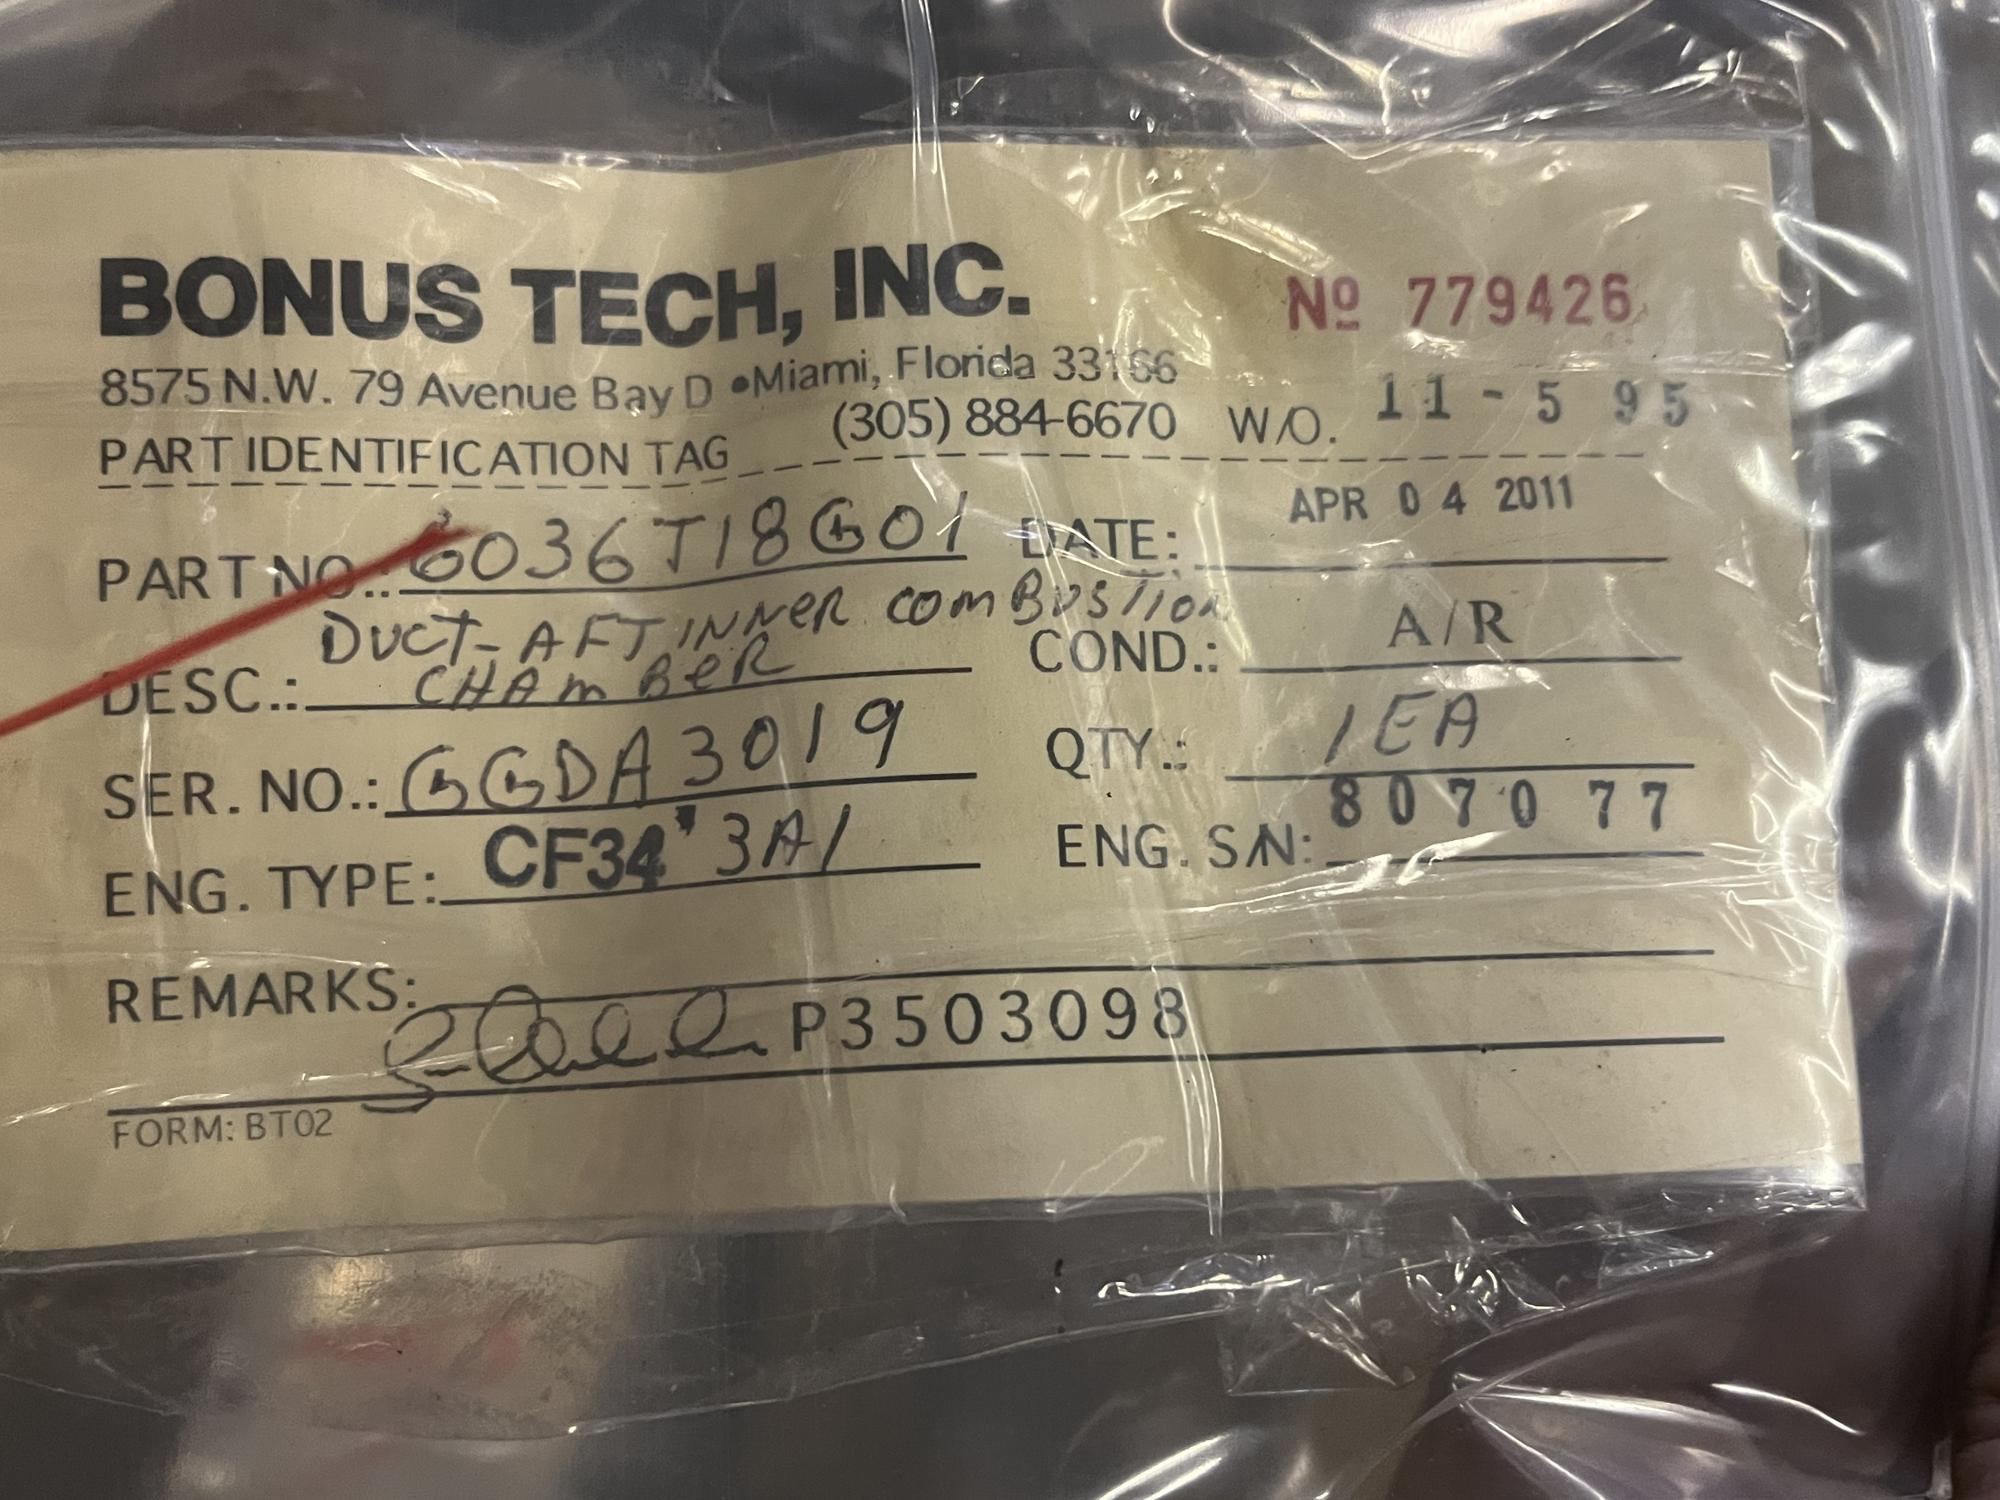 BONUS TECH, INC.
Nº 779426
8575 N.W. 79 Avenue Bay D • Miami, Florida 33166
(305) 884-6670 W/O. 11-5 95
PART IDENTIFICATION TAG
PART NO.: 6036T18G01 DATE: APR 04 2011
DESC.: DUCT-AFT INNER COMBUSTION CHAMBER COND.: A/R
SER. NO.: GGDA3019 QTY.: 1EA
ENG. TYPE: CF34-3A1 ENG. S/N: 807077
REMARKS:
P3503098
FORM: BT02